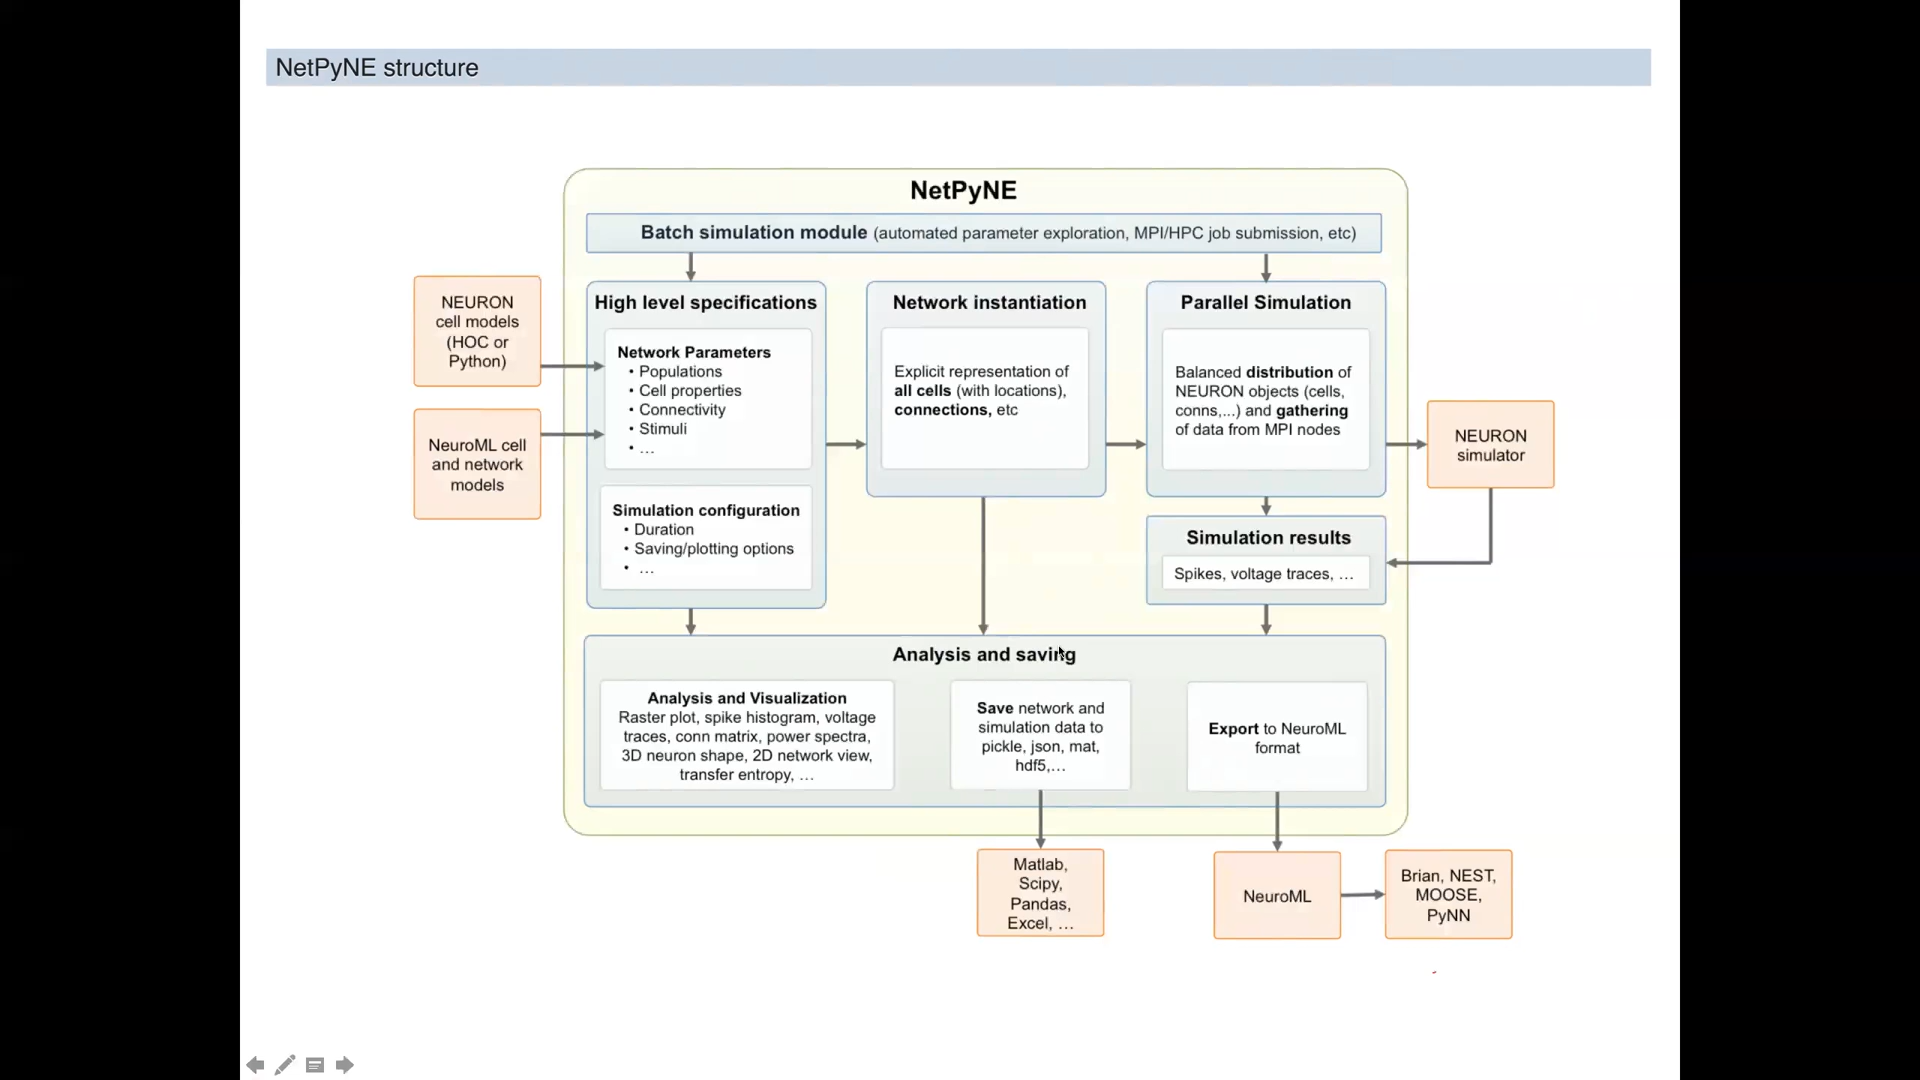 NetPyNE structure
NetPyNE
Batch simulation module (automated parameter exploration, MPI/HPC job submission, etc)
NEURON
cell models
(HOC or
Python)
NeuroML cell
and network
models
High level specifications
Network Parameters
• Populations
• Cell properties
• Connectivity
• Stimuli
• …
Simulation configuration
• Duration
• Saving/plotting options
• …
Network instantiation
Explicit representation of
all cells (with locations),
connections, etc
Parallel Simulation
Balanced distribution of
NEURON objects (cells,
conns,...) and gathering
of data from MPI nodes
NEURON
simulator
Simulation results
Spikes, voltage traces, …
Analysis and saving
Analysis and Visualization
Raster plot, spike histogram, voltage
traces, conn matrix, power spectra,
3D neuron shape, 2D network view,
transfer entropy, …
Save network and
simulation data to
pickle, json, mat,
hdf5,…
Export to NeuroML
format
Matlab,
Scipy,
Pandas,
Excel, …
NeuroML
Brian, NEST,
MOOSE,
PyNN